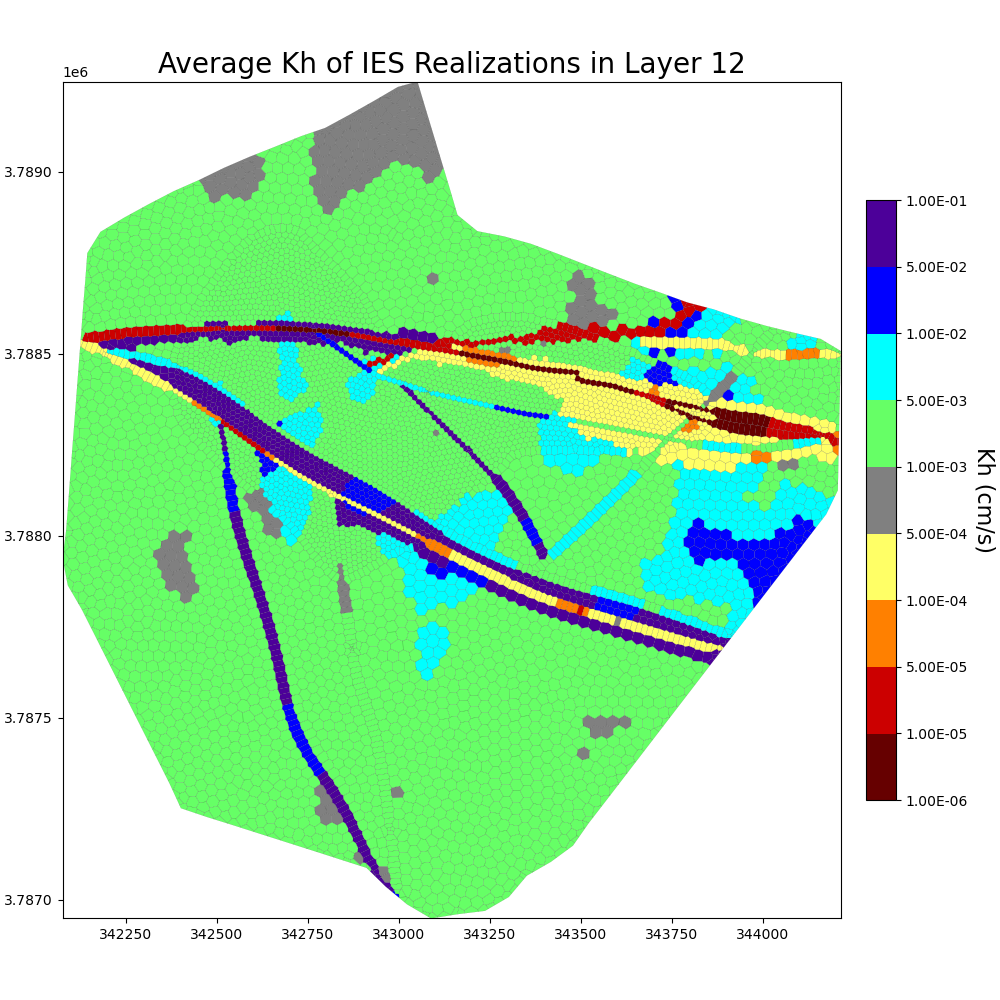 Average Kh of IES Realizations in Layer 12
1e6
3.7890
3.7885
3.7880
3.7875
3.7870
342250 342500 342750 343000 343250 343500 343750 344000
1.00E-01
5.00E-02
1.00E-02
5.00E-03
1.00E-03
5.00E-04
1.00E-04
5.00E-05
1.00E-05
1.00E-06
Kh (cm/s)